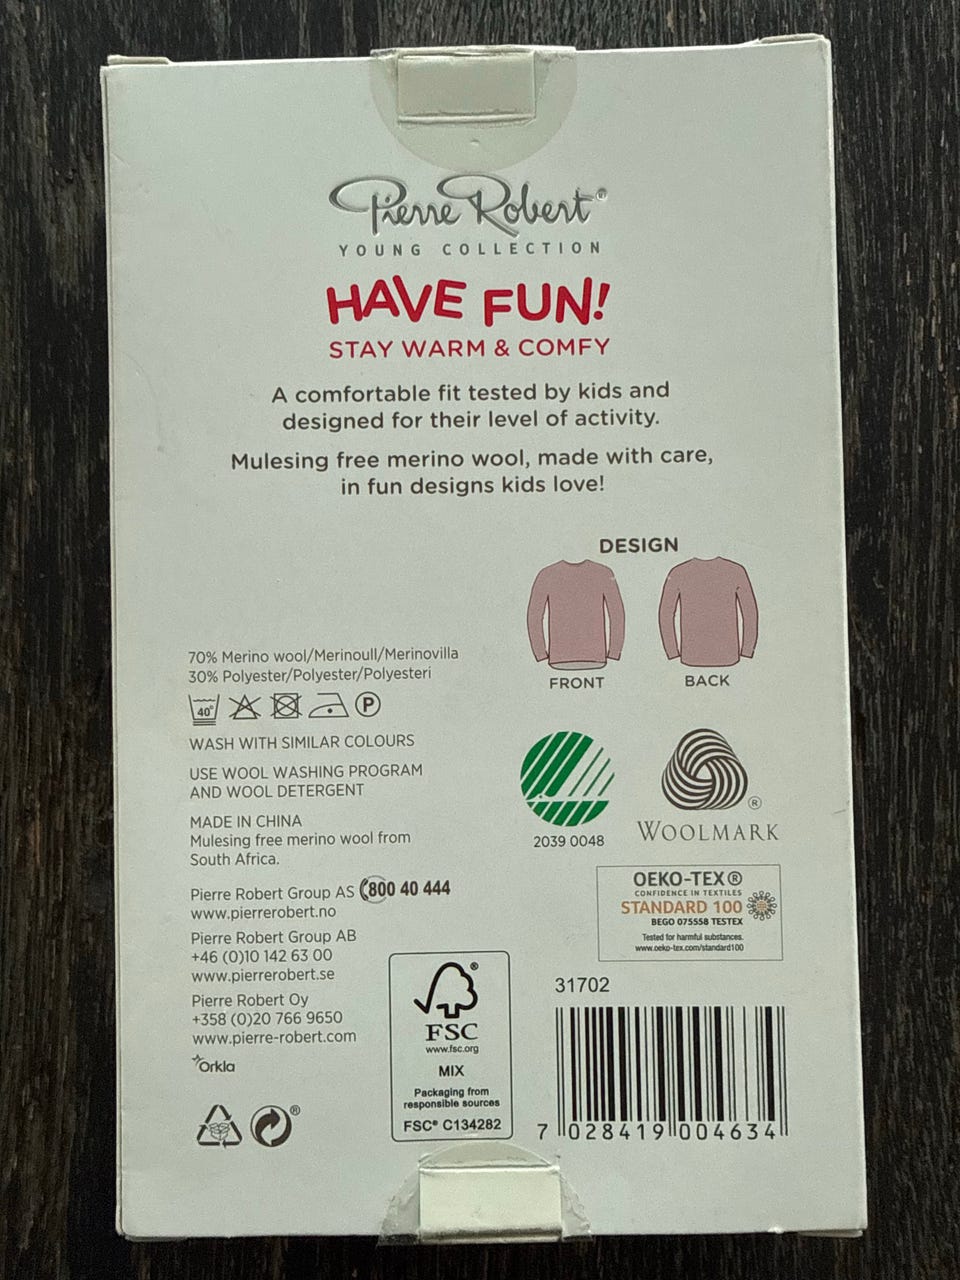 Pierre Robert®
YOUNG COLLECTION
HAVE FUN!
STAY WARM & COMFY
A comfortable fit tested by kids and
designed for their level of activity.
Mulesing free merino wool, made with care,
in fun designs kids love!
DESIGN
FRONT
BACK
70% Merino wool/Merinoull/Merinovilla
30% Polyester/Polyester/Polyesteri
40°
P
WASH WITH SIMILAR COLOURS
USE WOOL WASHING PROGRAM
AND WOOL DETERGENT
MADE IN CHINA
Mulesing free merino wool from
South Africa.
2039 0048
®
WOOLMARK
Pierre Robert Group AS 800 40 444
www.pierrerobert.no
Pierre Robert Group AB
+46 (0)10 142 63 00
www.pierrerobert.se
Pierre Robert Oy
+358 (0)20 766 9650
www.pierre-robert.com
Orkla
®
OEKO-TEX®
CONFIDENCE IN TEXTILES
STANDARD 100
BEGO 075558 TESTEX
Tested for harmful substances.
www.oeko-tex.com/standard100
®
FSC
www.fsc.org
MIX
Packaging from
responsible sources
FSC® C134282
31702
7 028419 004634